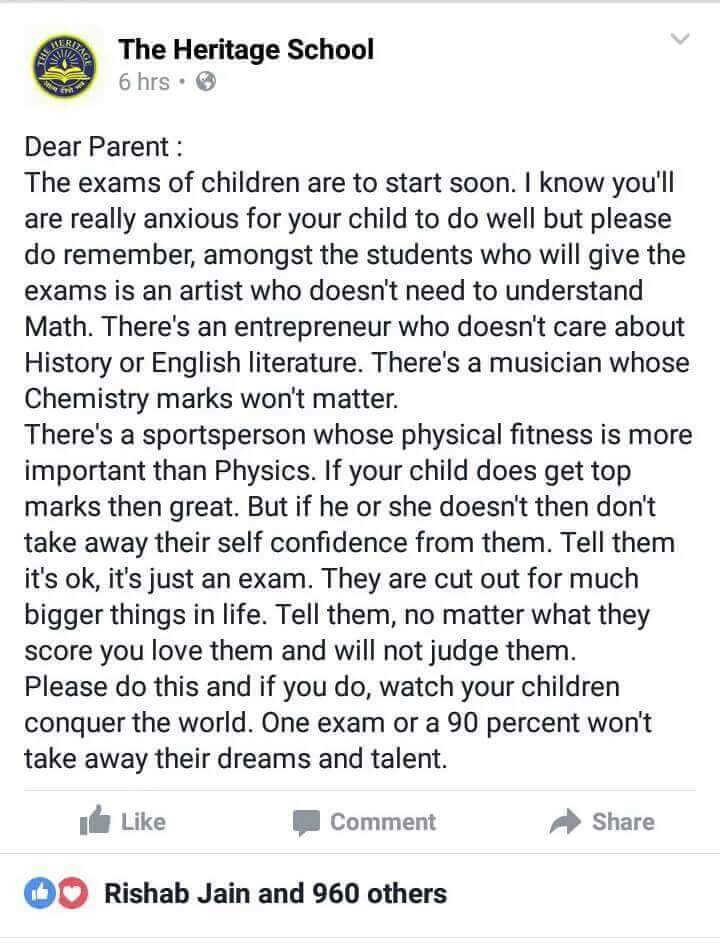 THE HERITAGE
The Heritage School
6 hrs •
Dear Parent :
The exams of children are to start soon. I know you'll
are really anxious for your child to do well but please
do remember, amongst the students who will give the
exams is an artist who doesn't need to understand
Math. There's an entrepreneur who doesn't care about
History or English literature. There's a musician whose
Chemistry marks won't matter.
There's a sportsperson whose physical fitness is more
important than Physics. If your child does get top
marks then great. But if he or she doesn't then don't
take away their self confidence from them. Tell them
it's ok, it's just an exam. They are cut out for much
bigger things in life. Tell them, no matter what they
score you love them and will not judge them.
Please do this and if you do, watch your children
conquer the world. One exam or a 90 percent won't
take away their dreams and talent.
Like Comment Share
Rishab Jain and 960 others